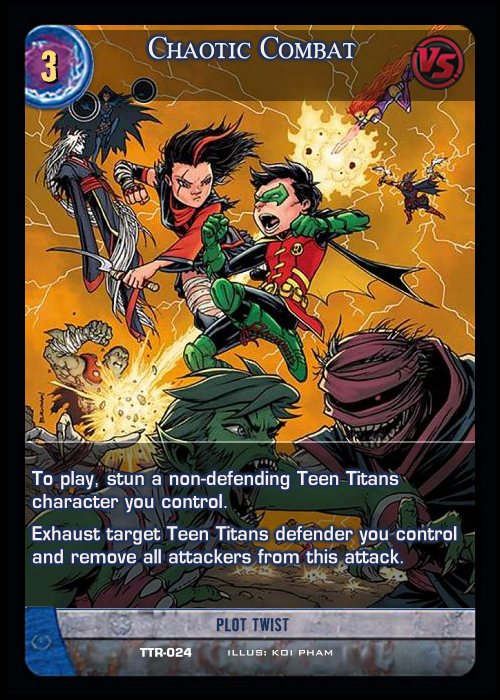 3
CHAOTIC COMBAT
VS.
To play, stun a non-defending Teen Titans
character you control.
Exhaust target Teen Titans defender you control
and remove all attackers from this attack.
PLOT TWIST
TTR-024 ILLUS: KOI PHAM